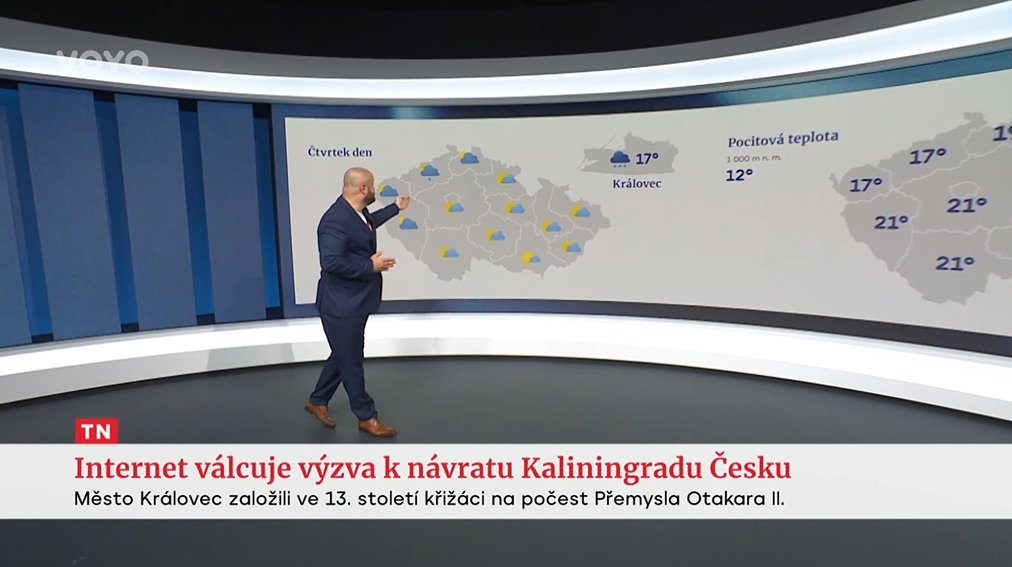 VOYO
Čtvrtek den
17°
Královec
Pocitová teplota
1 000 m n. m.
12°
17°
17°
21°
21°
21°
TN
Internet válcuje výzva k návratu Kaliningradu Česku
Město Královec založili ve 13. století křižáci na počest Přemysla Otakara II.